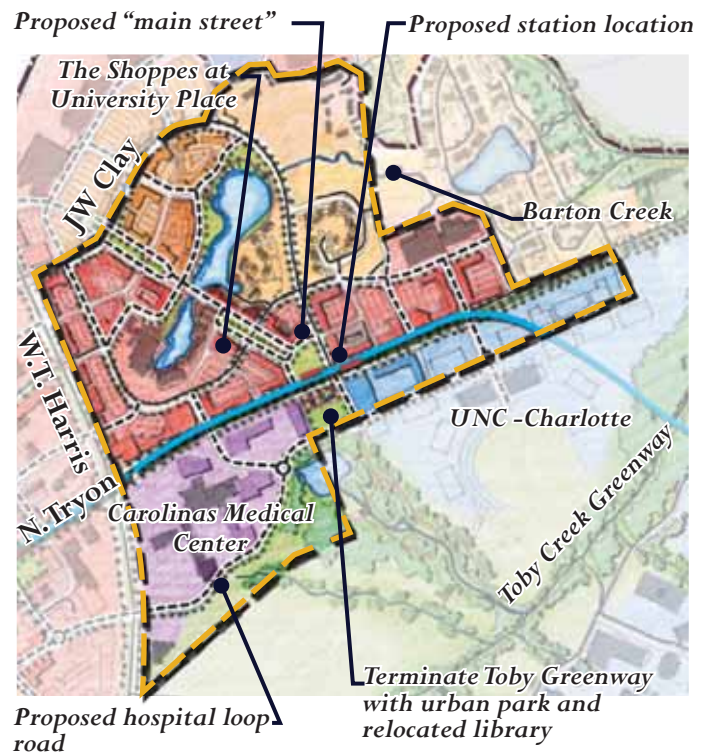 Proposed “main street”
Proposed station location
The Shoppes at
University Place
JW Clay
Barton Creek
W.T. Harris
UNC -Charlotte
N. Tryon
Carolinas Medical
Center
Toby Creek Greenway
Terminate Toby Greenway
with urban park and
relocated library
Proposed hospital loop
road